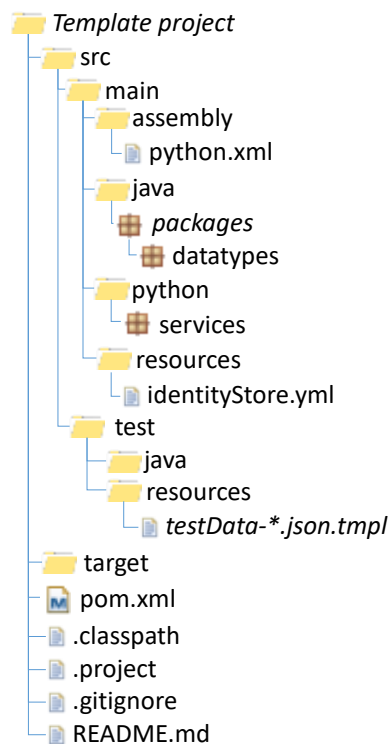 Template project
src
main
assembly
python.xml
java
packages
datatypes
python
services
resources
identityStore.yml
test
java
resources
testData-*.json.tmpl
target
pom.xml
.classpath
.project
.gitignore
README.md